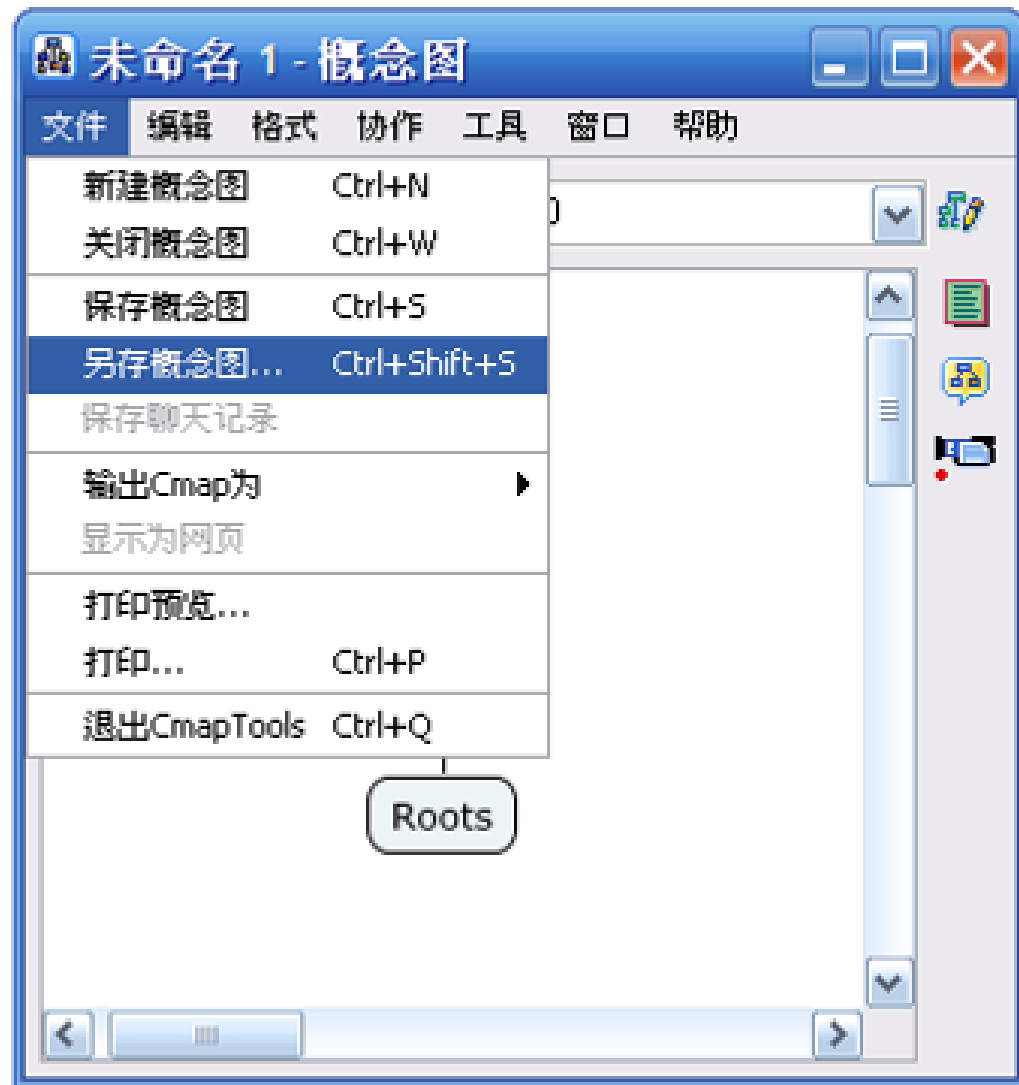 未命名 1 - 概念图
文件 编辑 格式 协作 工具 窗口 帮助
新建概念图 Ctrl+N
关闭概念图 Ctrl+W
保存概念图 Ctrl+S
另存概念图... Ctrl+Shift+S
保存聊天记录
输出Cmap为
显示为网页
打印预览...
打印... Ctrl+P
退出CmapTools Ctrl+Q
Roots